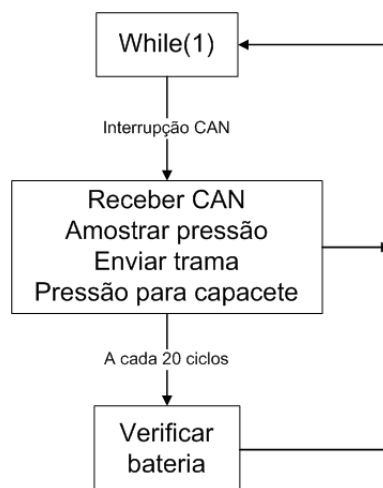 While(1)
Interrupção CAN
Receber CAN
Amostrar pressão
Enviar trama
Pressão para capacete
A cada 20 ciclos
Verificar
bateria